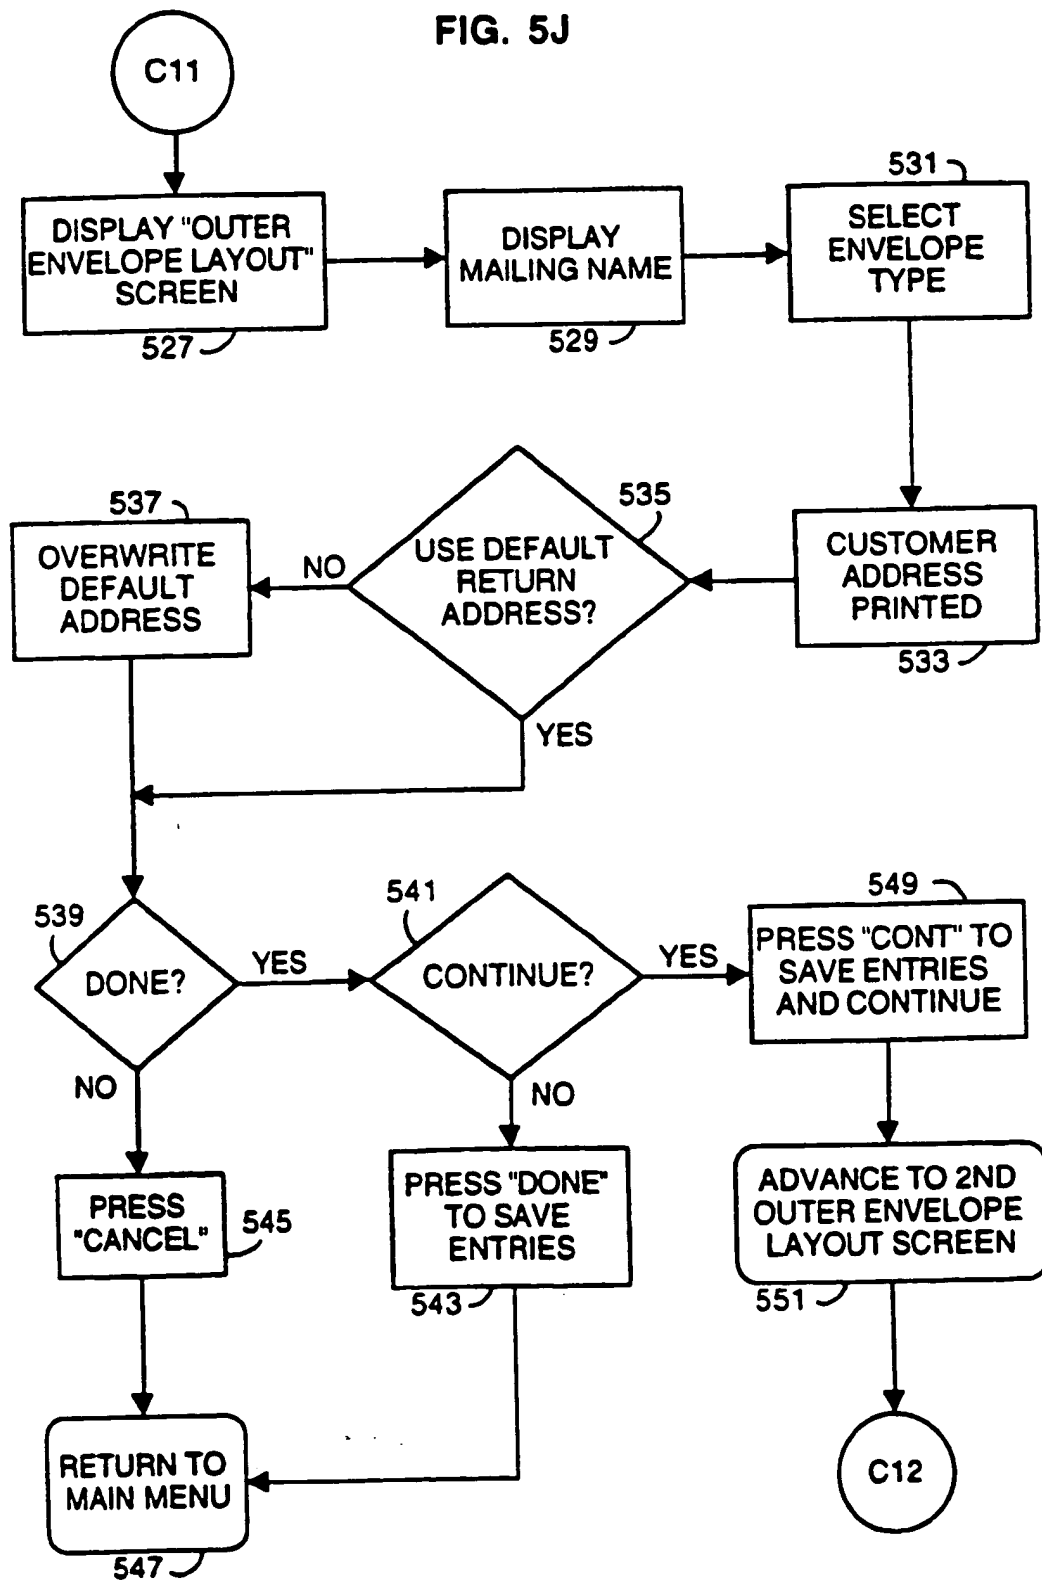 FIG. 5J
C11
DISPLAY "OUTER
ENVELOPE LAYOUT"
SCREEN
527
DISPLAY
MAILING NAME
529
531
SELECT
ENVELOPE
TYPE
CUSTOMER
ADDRESS
PRINTED
533
535
USE DEFAULT
RETURN
ADDRESS?
NO
YES
537
OVERWRITE
DEFAULT
ADDRESS
539
DONE?
YES
NO
541
CONTINUE?
YES
NO
549
PRESS "CONT" TO
SAVE ENTRIES
AND CONTINUE
PRESS
"CANCEL"
545
PRESS "DONE"
TO SAVE
ENTRIES
543
ADVANCE TO 2ND
OUTER ENVELOPE
LAYOUT SCREEN
551
RETURN TO
MAIN MENU
547
C12